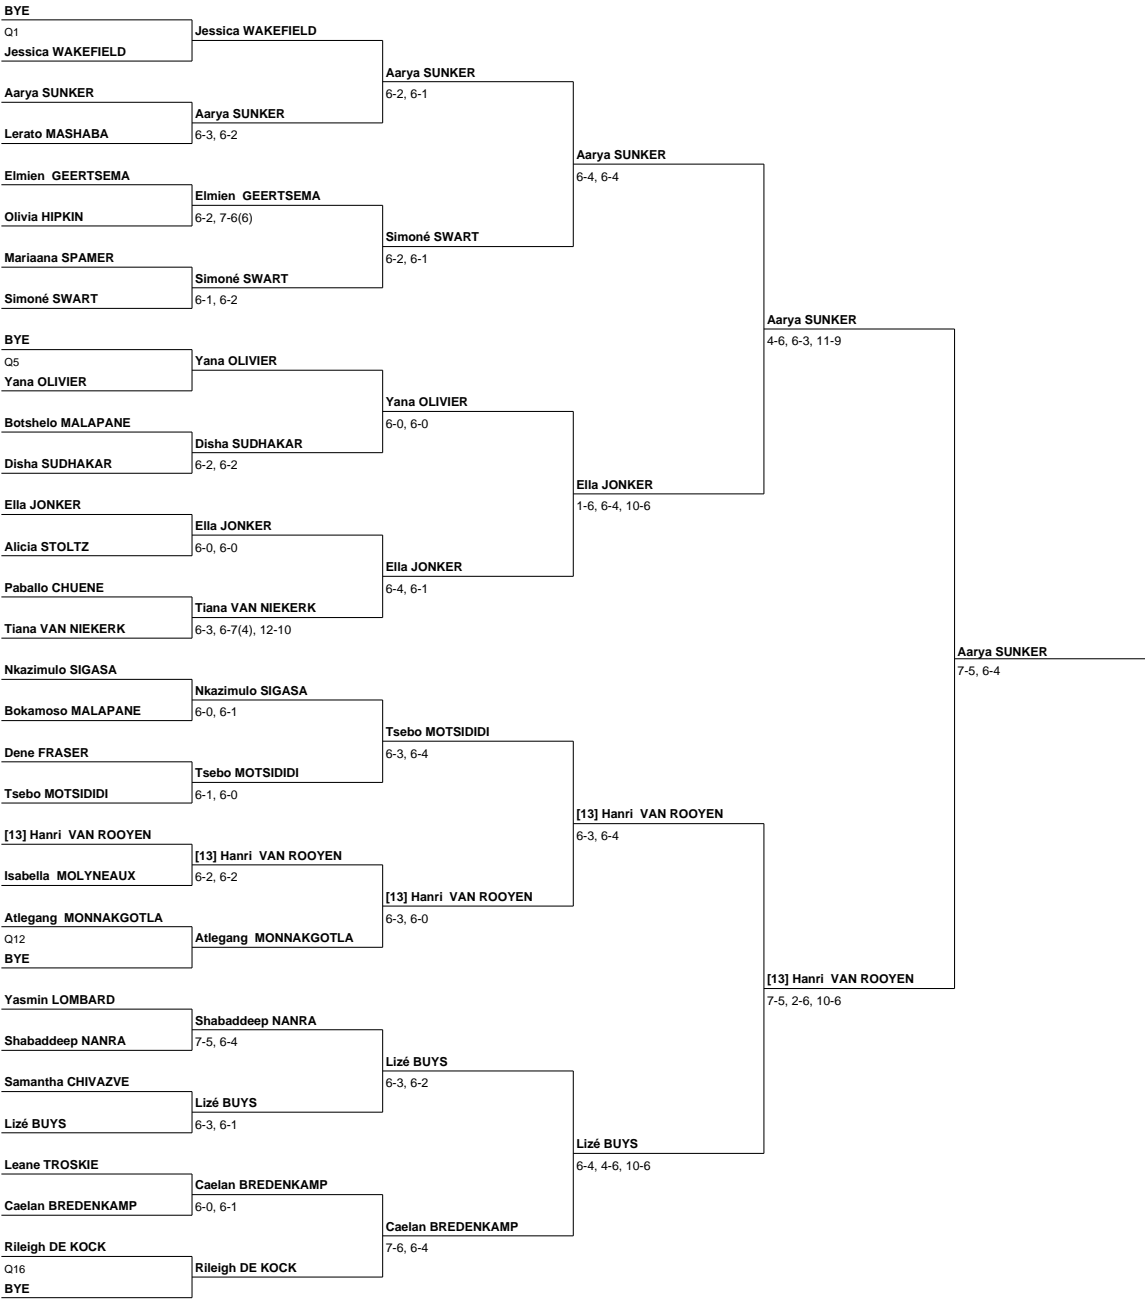 BYE
Q1
Jessica WAKEFIELD
Aarya SUNKER
Lerato MASHABA
Elmien  GEERTSEMA
Olivia HIPKIN
Mariaana SPAMER
Simoné SWART
BYE
Q5
Yana OLIVIER
Botshelo MALAPANE
Disha SUDHAKAR
Ella JONKER
Alicia STOLTZ
Paballo CHUENE
Tiana VAN NIEKERK
Nkazimulo SIGASA
Bokamoso MALAPANE
Dene FRASER
Tsebo MOTSIDIDI
[13] Hanri  VAN ROOYEN
Isabella  MOLYNEAUX
Atlegang  MONNAKGOTLA
Q12
BYE
Yasmin LOMBARD
Shabaddeep NANRA
Samantha CHIVAZVE
Lizé BUYS
Leane TROSKIE
Caelan BREDENKAMP
Rileigh DE KOCK
Q16
BYE
Jessica WAKEFIELD
Aarya SUNKER
6-3, 6-2
Elmien  GEERTSEMA
6-2, 7-6(6)
Simoné SWART
6-1, 6-2
Yana OLIVIER
Disha SUDHAKAR
6-2, 6-2
Ella JONKER
6-0, 6-0
Tiana VAN NIEKERK
6-3, 6-7(4), 12-10
Nkazimulo SIGASA
6-0, 6-1
Tsebo MOTSIDIDI
6-1, 6-0
[13] Hanri  VAN ROOYEN
6-2, 6-2
Atlegang  MONNAKGOTLA
Shabaddeep NANRA
7-5, 6-4
Lizé BUYS
6-3, 6-1
Caelan BREDENKAMP
6-0, 6-1
Rileigh DE KOCK
Aarya SUNKER
6-2, 6-1
Simoné SWART
6-2, 6-1
Yana OLIVIER
6-0, 6-0
Ella JONKER
6-4, 6-1
Tsebo MOTSIDIDI
6-3, 6-4
[13] Hanri  VAN ROOYEN
6-3, 6-0
Lizé BUYS
6-3, 6-2
Caelan BREDENKAMP
7-6, 6-4
Aarya SUNKER
6-4, 6-4
Ella JONKER
1-6, 6-4, 10-6
[13] Hanri  VAN ROOYEN
6-3, 6-4
Lizé BUYS
6-4, 4-6, 10-6
Aarya SUNKER
4-6, 6-3, 11-9
[13] Hanri  VAN ROOYEN
7-5, 2-6, 10-6
Aarya SUNKER
7-5, 6-4